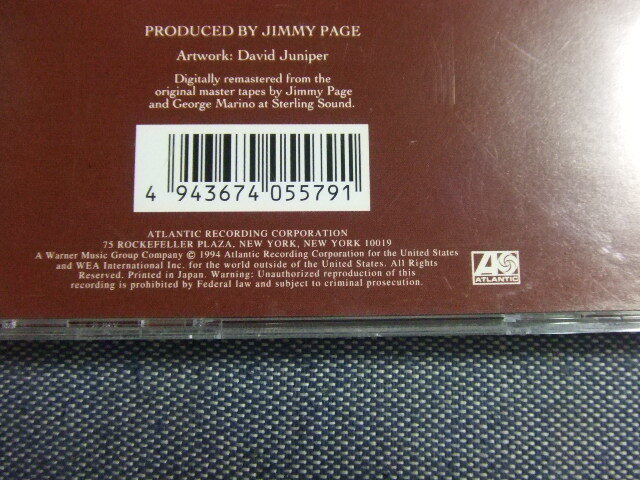 PRODUCED BY JIMMY PAGE
Artwork: David Juniper
Digitally remastered from the
original master tapes by Jimmy Page
and George Marino at Sterling Sound.
4 943674 055791
ATLANTIC RECORDING CORPORATION
75 ROCKEFELLER PLAZA, NEW YORK, NEW YORK 10019
A Warner Music Group Company © 1994 Atlantic Recording Corporation for the United States
and WEA International Inc. for the world outside of the United States. All Rights
Reserved. Printed in Japan. Warning: Unauthorized reproduction of this
recording is prohibited by Federal law and subject to criminal prosecution.
ATLANTIC